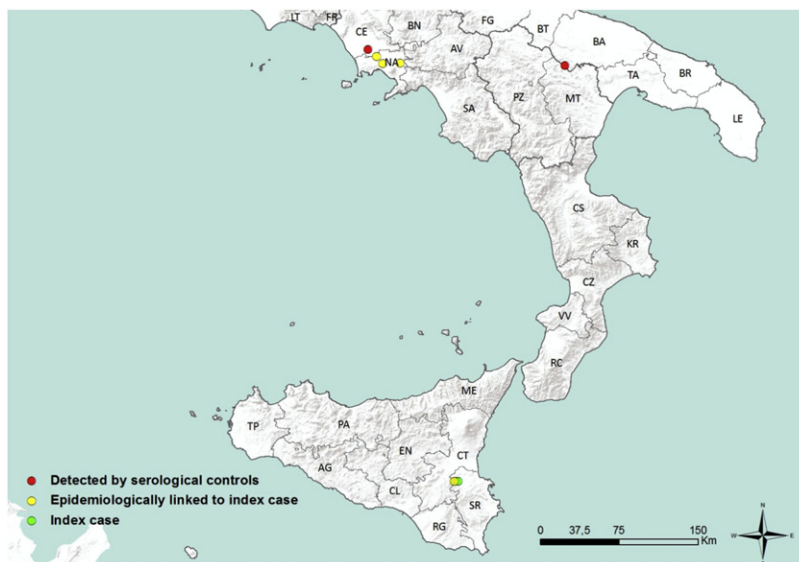 LT FR CE BN FG BT BA
NA AV PZ MT TA BR
SA LE
CS
KR
CZ
VV
RC
ME
TP PA EN CT
AG CL SR
RG
Detected by serological controls
Epidemiologically linked to index case
Index case
0 37,5 75 150
Km
N
W E
S